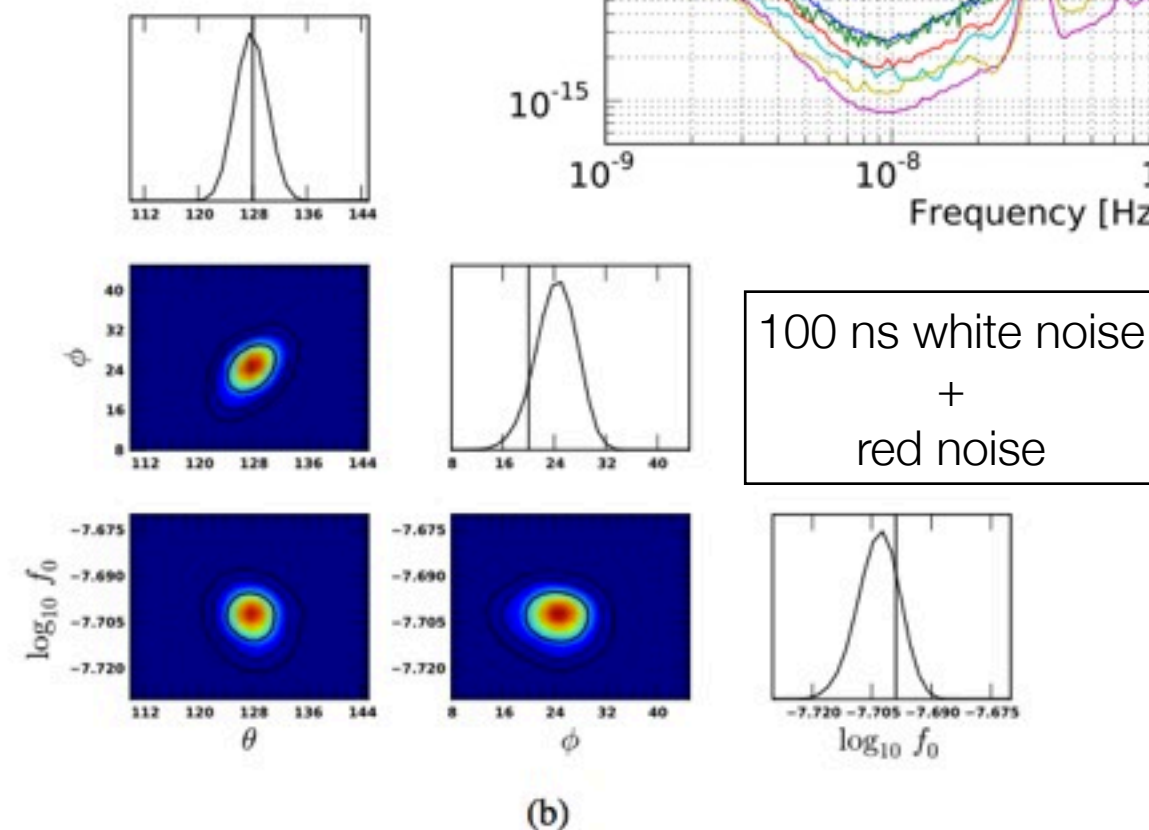 10-15
10-9
10-8
1
Frequency [Hz
112 120 128 136 144
40
32
24
16
8
ϕ
112 120 128 136 144
8 16 24 32 40
100 ns white noise
+
red noise
−7.675
−7.690
−7.705
−7.720
log10 f0
112 120 128 136 144
θ
−7.675
−7.690
−7.705
−7.720
8 16 24 32 40
ϕ
−7.720 −7.705 −7.690 −7.675
log10 f0
(b)